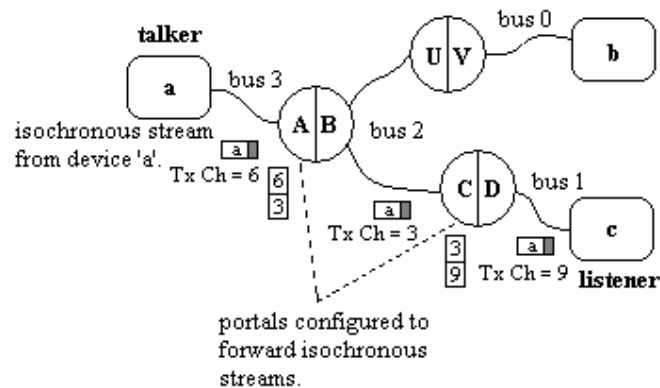 talker
a
bus 3
A B
U V
bus 0
b
bus 2
isochronous stream
from device 'a'.
a
Tx Ch = 6
6
3
a
Tx Ch = 3
C D
bus 1
3
9
a
Tx Ch = 9
c
listener
portals configured to
forward isochronous
streams.